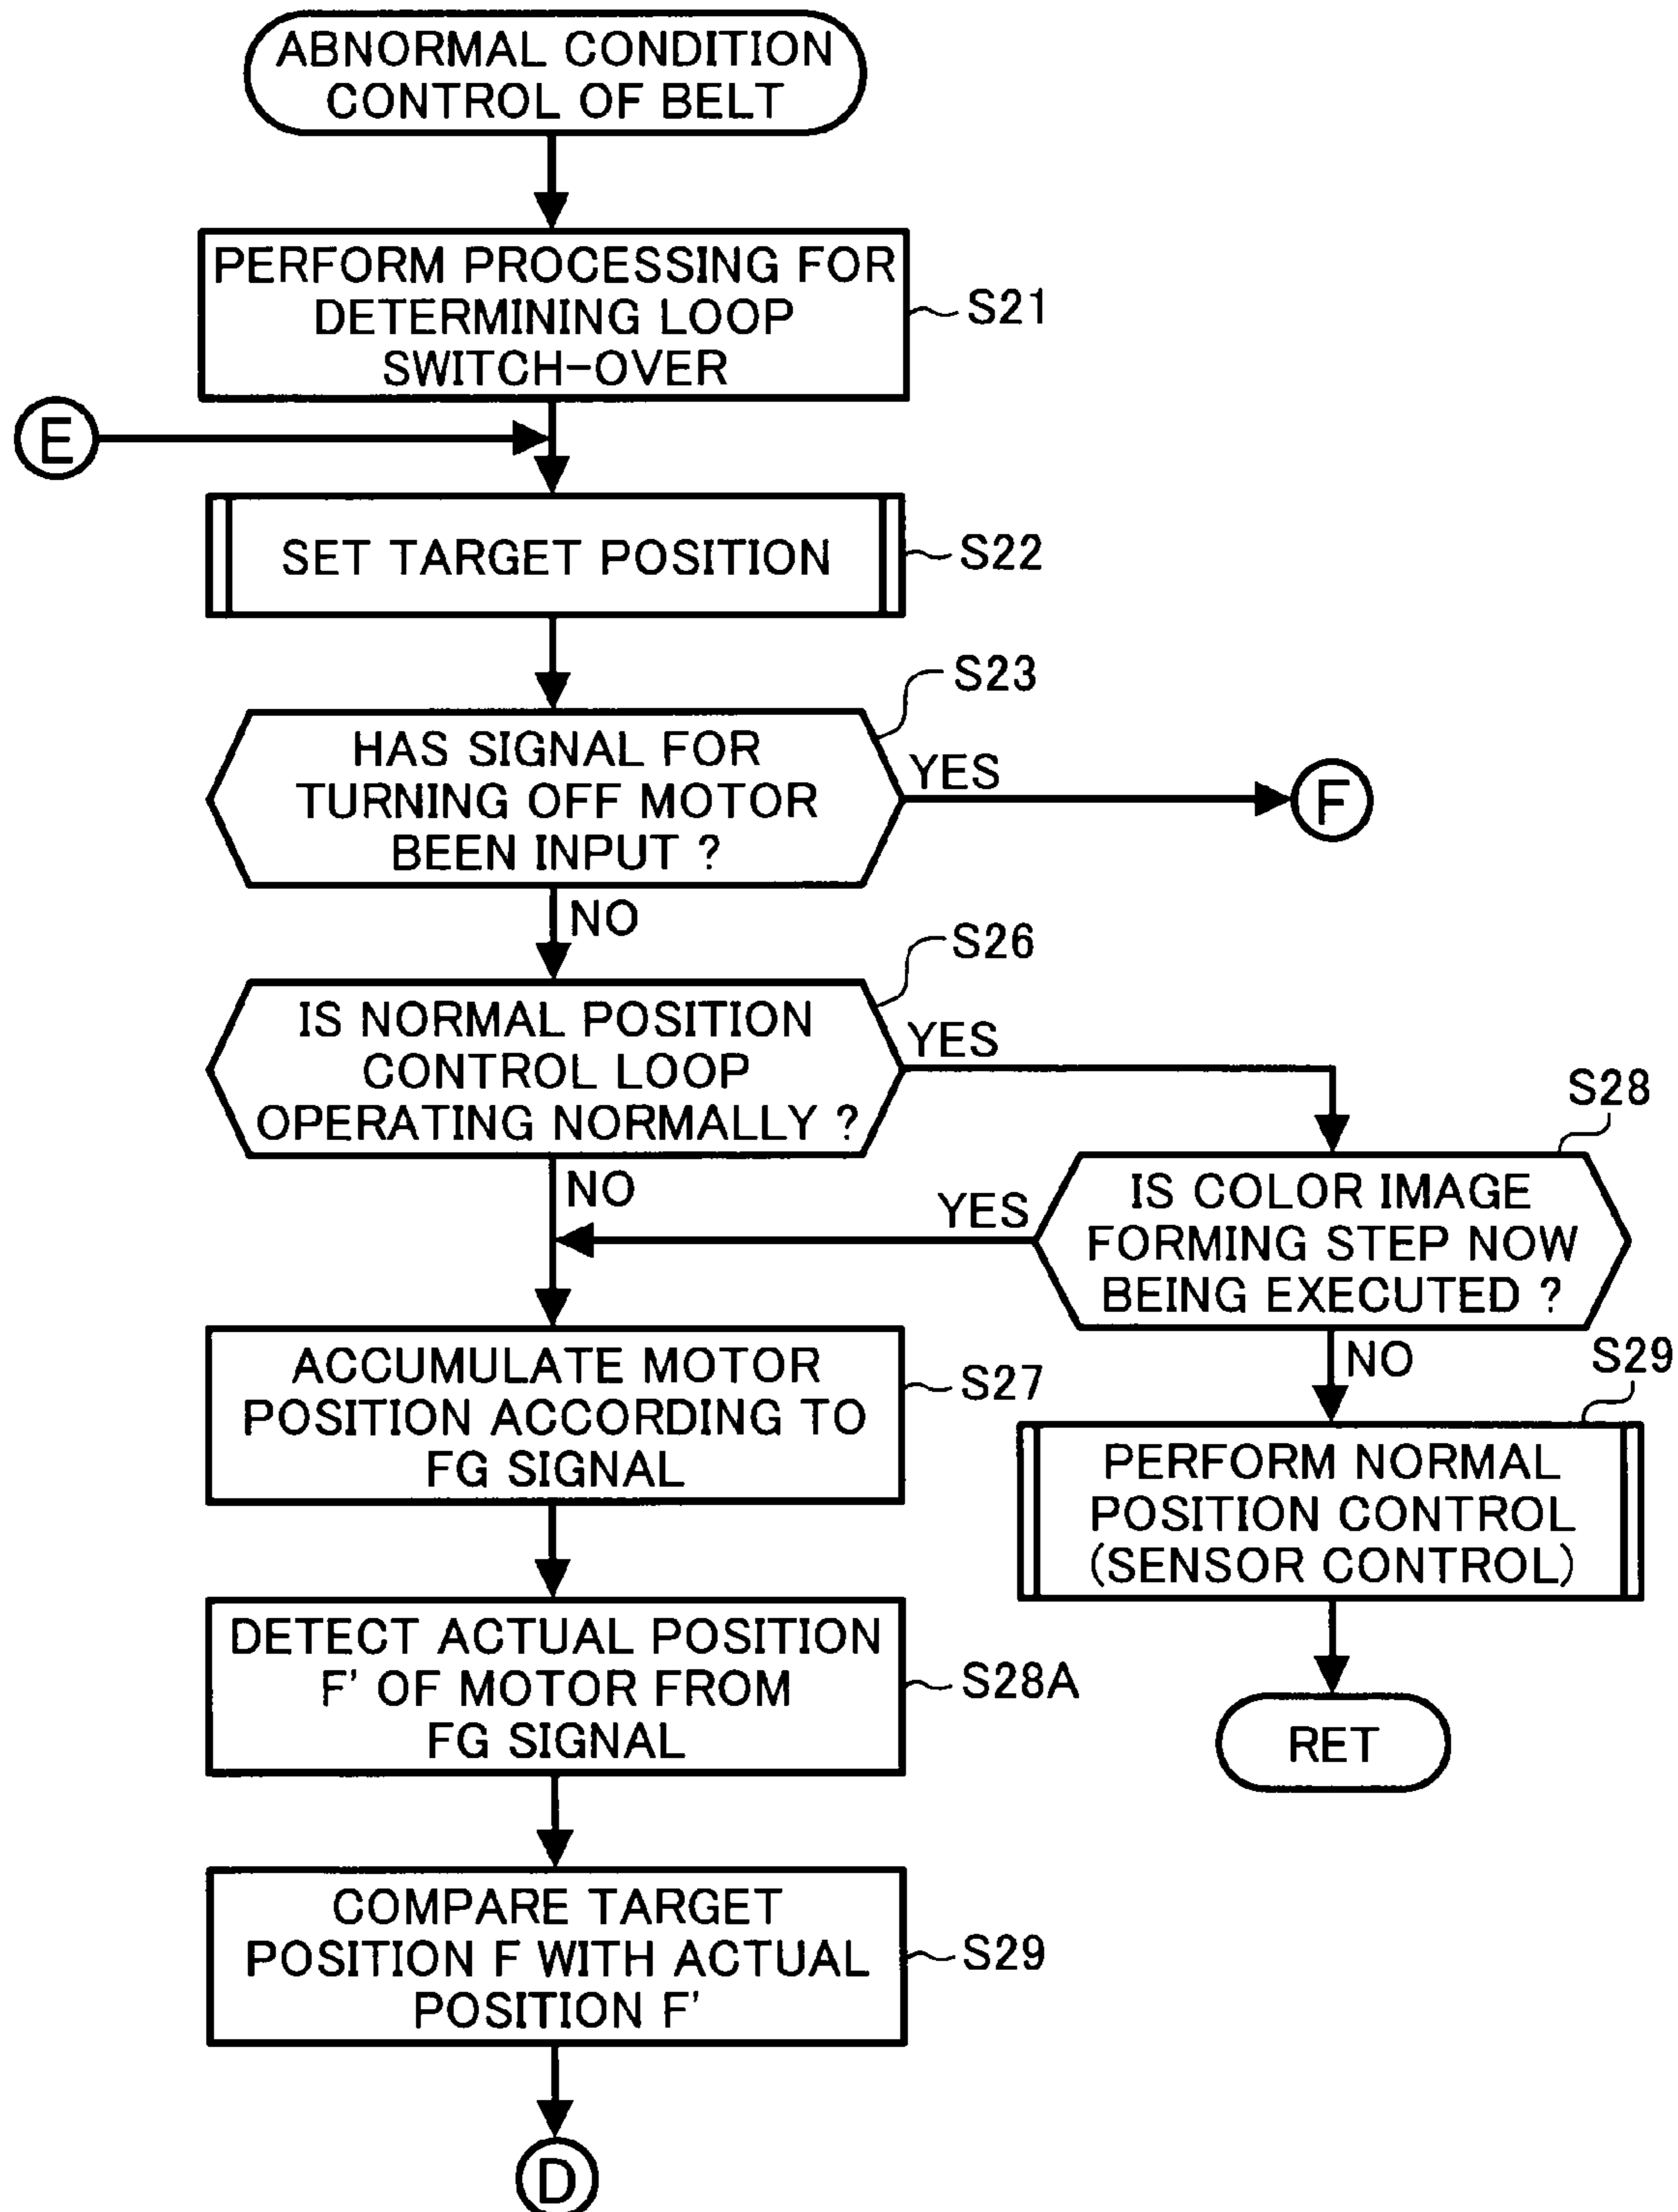 ABNORMAL CONDITION
CONTROL OF BELT
PERFORM PROCESSING FOR
DETERMINING LOOP
SWITCH-OVER
S21
E
SET TARGET POSITION
S22
S23
HAS SIGNAL FOR
TURNING OFF MOTOR
BEEN INPUT ?
YES
F
NO
S26
IS NORMAL POSITION
CONTROL LOOP
OPERATING NORMALLY ?
YES
S28
NO
YES
IS COLOR IMAGE
FORMING STEP NOW
BEING EXECUTED ?
NO
S29
ACCUMULATE MOTOR
POSITION ACCORDING TO
FG SIGNAL
S27
PERFORM NORMAL
POSITION CONTROL
(SENSOR CONTROL)
DETECT ACTUAL POSITION
F' OF MOTOR FROM
FG SIGNAL
S28A
RET
COMPARE TARGET
POSITION F WITH ACTUAL
POSITION F'
S29
D